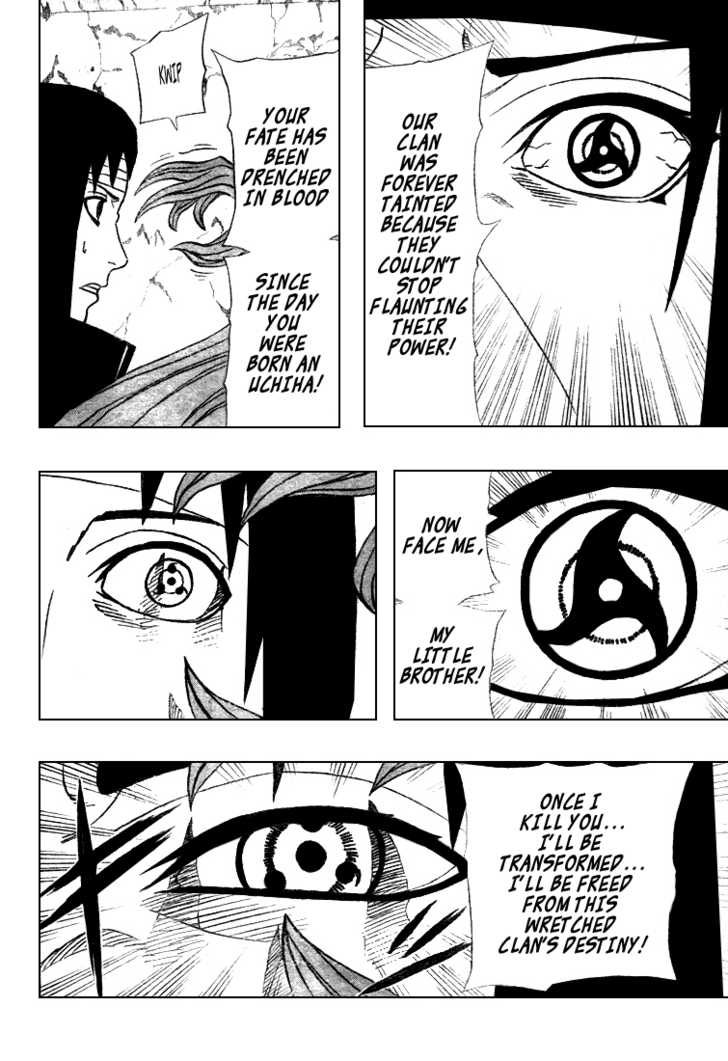 OUR
CLAN
WAS
FOREVER
TAINTED
BECAUSE
THEY
COULDN'T
STOP
FLAUNTING
THEIR
POWER!
YOUR
FATE HAS
BEEN
DRENCHED
IN BLOOD
SINCE
THE DAY
YOU
WERE
BORN AN
UCHIHA!
KWIP
NOW
FACE ME,
MY
LITTLE
BROTHER!
ONCE I
KILL YOU...
I'LL BE
TRANSFORMED...
I'LL BE FREED
FROM THIS
WRETCHED
CLAN'S DESTINY!